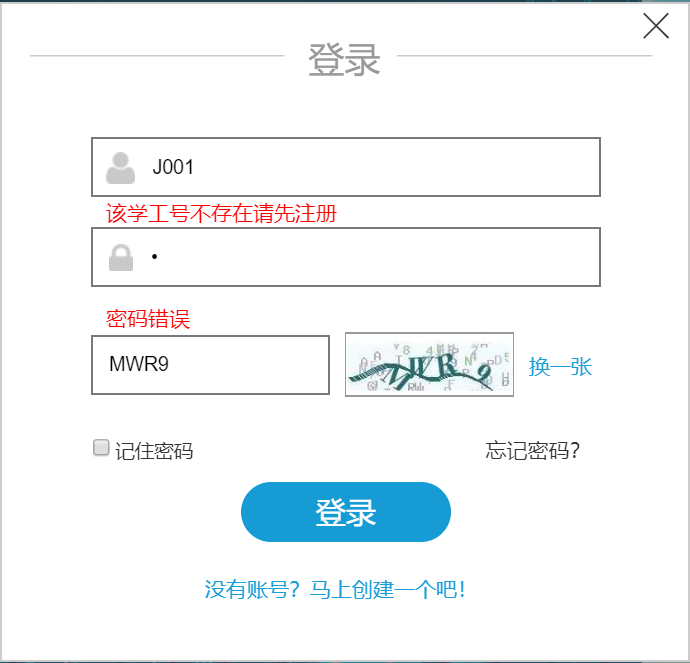 登录
J001
该学工号不存在请先注册
•
密码错误
MWR9
MWR9
换一张
记住密码
忘记密码?
登录
没有账号？马上创建一个吧！